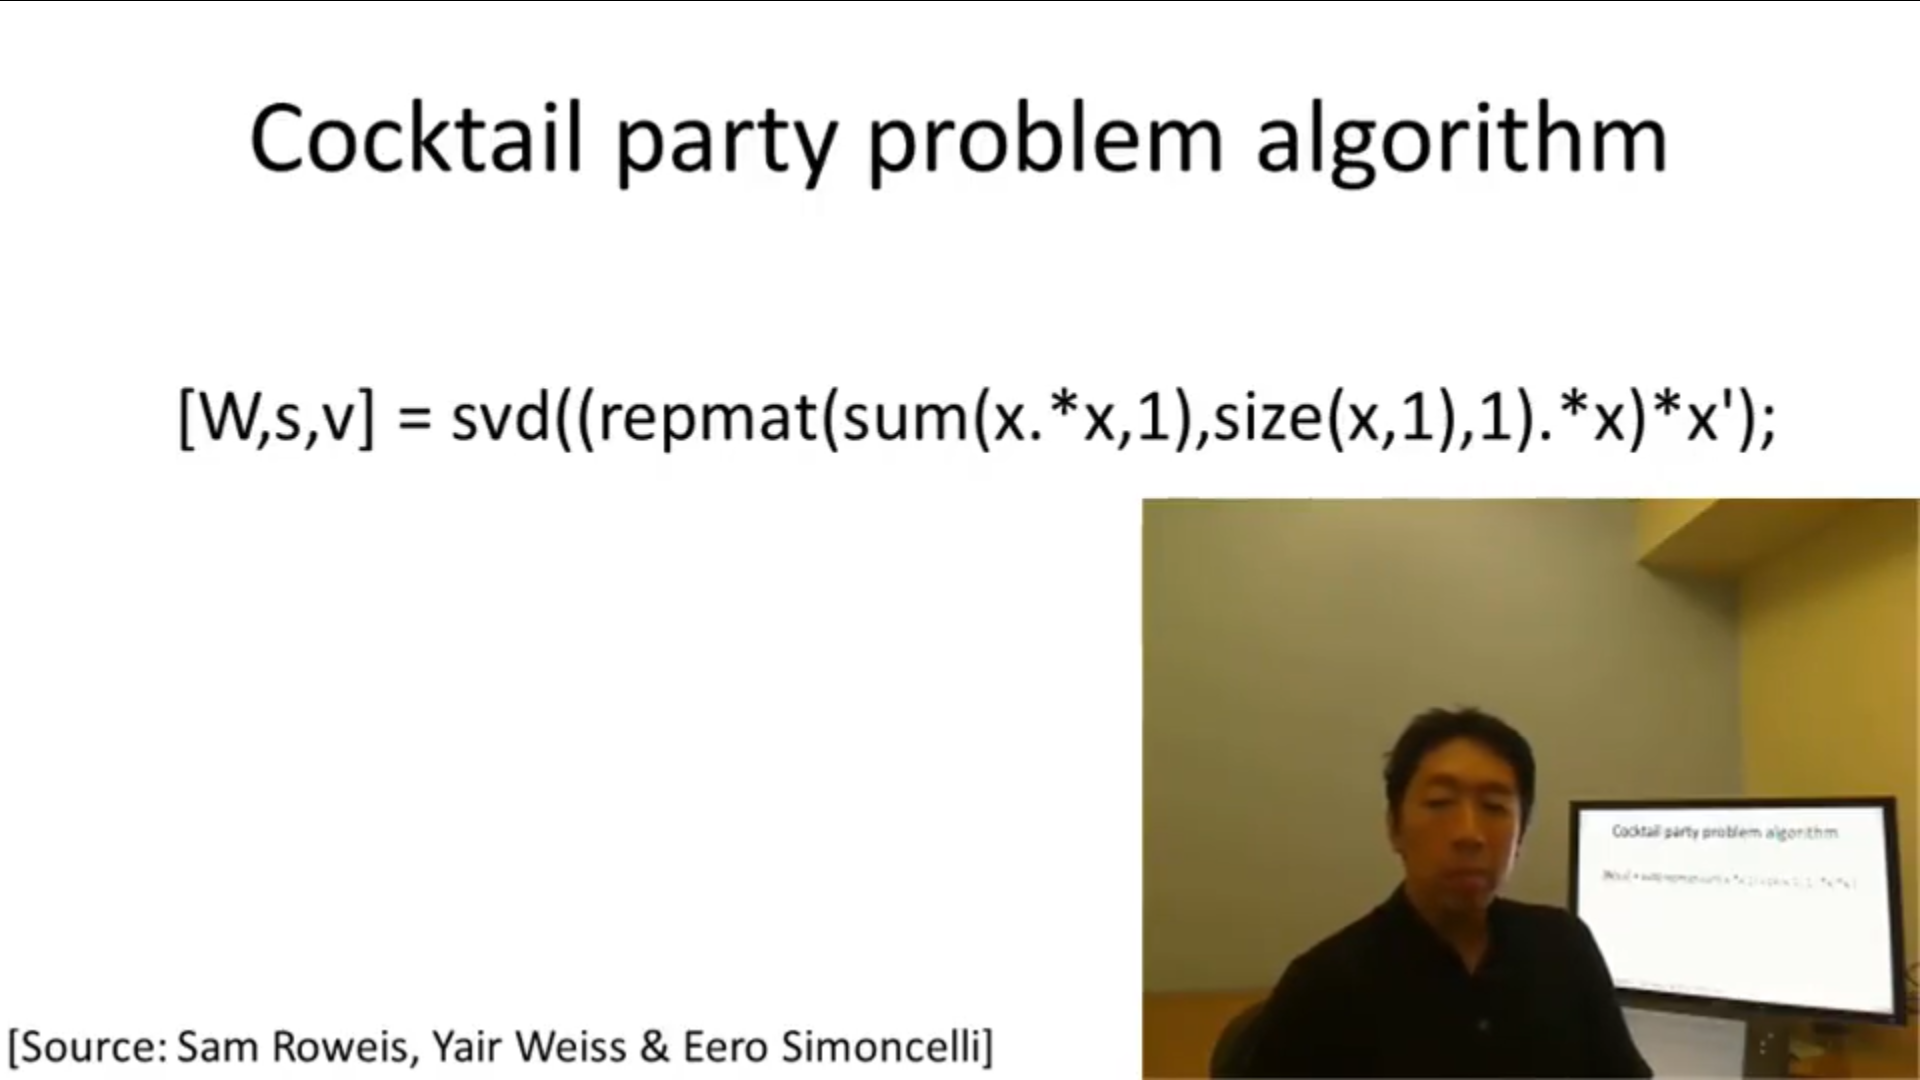 Cocktail party problem algorithm
[W,s,v] = svd((repmat(sum(x.*x,1),size(x,1),1).*x)*x');
Cocktail party problem algorithm
[Source: Sam Roweis, Yair Weiss & Eero Simoncelli]